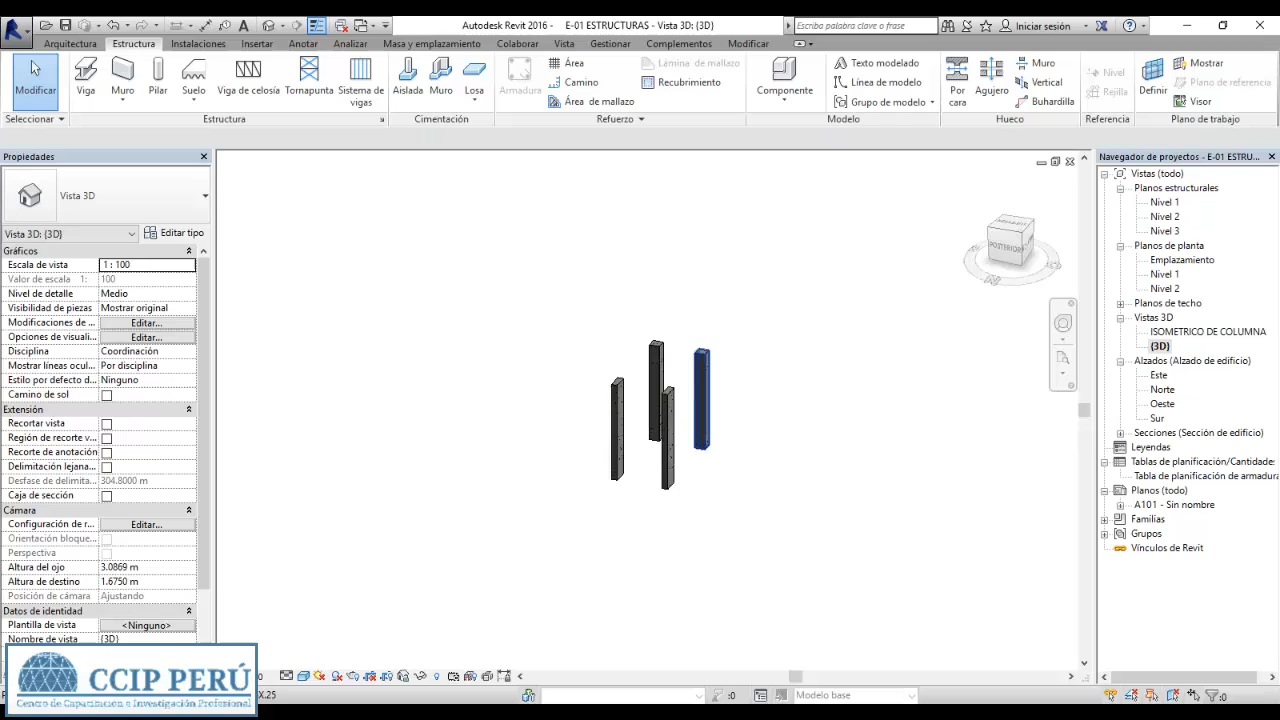 Autodesk Revit 2016 - E-01 ESTRUCTURAS - Vista 3D: {3D}
Escriba palabra clave o frase
Iniciar sesión
Arquitectura Estructura Instalaciones Insertar Anotar Analizar Masa y emplazamiento Colaborar Vista Gestionar Complementos Modificar
Modificar Viga Muro Pilar Suelo Viga de celosía Tornapunta Sistema de vigas Aislada Muro Losa Armadura
Área
Camino
Área de mallazo
Lámina de mallazo
Recubrimiento
Componente
Texto modelado
Línea de modelo
Grupo de modelo
Por cara
Agujero
Muro
Vertical
Buhardilla
Nivel
Rejilla
Definir
Mostrar
Plano de referencia
Visor
Seleccionar Estructura Cimentación Refuerzo Modelo Hueco Referencia Plano de trabajo
Propiedades
Vista 3D
Vista 3D: {3D} Editar tipo
Gráficos
Escala de vista 1 : 100
Valor de escala 1: 100
Nivel de detalle Medio
Visibilidad de piezas Mostrar original
Modificaciones de ... Editar...
Opciones de visuali... Editar...
Disciplina Coordinación
Mostrar líneas ocul... Por disciplina
Estilo por defecto d... Ninguno
Camino de sol
Extensión
Recortar vista
Región de recorte v...
Recorte de anotación
Delimitación lejana...
Desfase de delimita... 304.8000 m
Caja de sección
Cámara
Configuración de r... Editar...
Orientación bloque...
Perspectiva
Altura del ojo 3.0869 m
Altura de destino 1.6750 m
Posición de cámara Ajustando
Datos de identidad
Plantilla de vista <Ninguno>
Nombre de vista {3D}
CCIP PERÚ
Centro de Capacitación e Investigación Profesional
POSTERIOR
N
Navegador de proyectos - E-01 ESTRU...
Vistas (todo)
Planos estructurales
Nivel 1
Nivel 2
Nivel 3
Planos de planta
Emplazamiento
Nivel 1
Nivel 2
Planos de techo
Vistas 3D
ISOMETRICO DE COLUMNA
{3D}
Alzados (Alzado de edificio)
Este
Norte
Oeste
Sur
Secciones (Sección de edificio)
Leyendas
Tablas de planificación/Cantidade:
Tabla de planificación de armadura
Planos (todo)
A101 - Sin nombre
Familias
Grupos
Vínculos de Revit
X.25
:0
Modelo base
:0